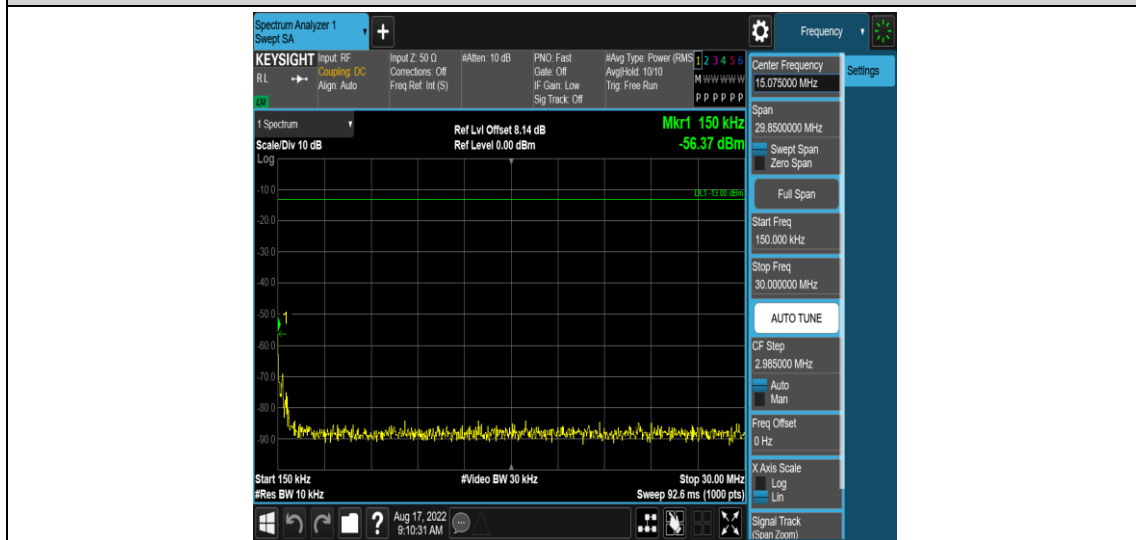 Spectrum Analyzer 1
Swept SA
+
Frequency
KEYSIGHT
Input: RF
Input Z: 50 Ω
#Atten: 10 dB
PNO: Fast
#Avg Type: Power (RMS
1 2 3 4 5 6
RL
Coupling: DC
Corrections: Off
Gate: Off
Avg|Hold: 10/10
M W W W W W
Align: Auto
Freq Ref: Int (S)
IF Gain: Low
Trig: Free Run
Sig Track: Off
P P P P P P
LXI
1 Spectrum
Ref Lvl Offset 8.14 dB
Mkr1 150 kHz
Scale/Div 10 dB
Ref Level 0.00 dBm
-56.37 dBm
Log
DL1 -13.00 dBm
-10.0
-20.0
-30.0
-40.0
-50.0
1
-60.0
-70.0
-80.0
-90.0
Start 150 kHz
#Video BW 30 kHz
Stop 30.00 MHz
#Res BW 10 kHz
Sweep 92.6 ms (1000 pts)
Center Frequency
15.075000 MHz
Settings
Span
29.8500000 MHz
Swept Span
Zero Span
Full Span
Start Freq
150.000 kHz
Stop Freq
30.000000 MHz
AUTO TUNE
CF Step
2.985000 MHz
Auto
Man
Freq Offset
0 Hz
X Axis Scale
Log
Lin
Signal Track
(Span Zoom)
?
Aug 17, 2022
9:10:31 AM